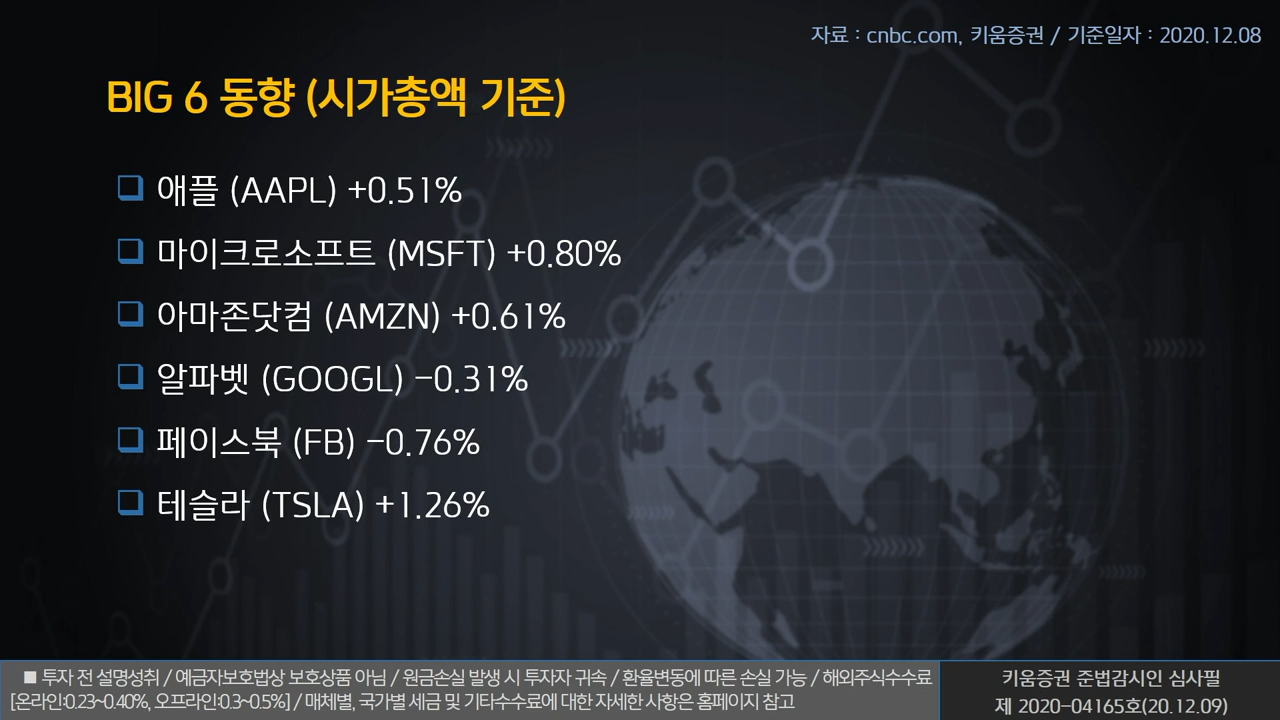 자료 : cnbc.com, 키움증권 / 기준일자 : 2020.12.08
BIG 6 동향 (시가총액 기준)
❑ 애플 (AAPL) +0.51%
❑ 마이크로소프트 (MSFT) +0.80%
❑ 아마존닷컴 (AMZN) +0.61%
❑ 알파벳 (GOOGL) -0.31%
❑ 페이스북 (FB) -0.76%
❑ 테슬라 (TSLA) +1.26%
■ 투자 전 설명청취 / 예금자보호법상 보호상품 아님 / 원금손실 발생 시 투자자 귀속 / 환율변동에 따른 손실 가능 / 해외주식수수료
[온라인:0.23~0.40%, 오프라인:0.3~0.5%] / 매체별, 국가별 세금 및 기타수수료에 대한 자세한 사항은 홈페이지 참고
키움증권 준법감시인 심사필
제 2020-04165호(20.12.09)